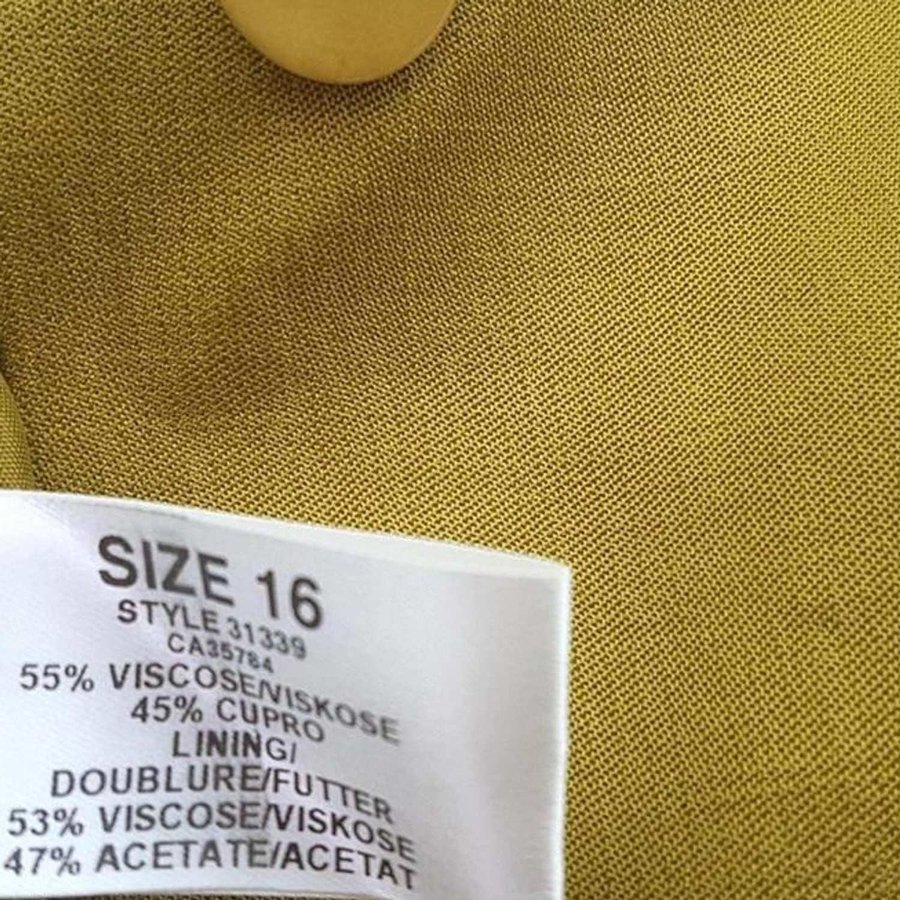 SIZE 16
STYLE 31339
CA35784
55% VISCOSE/VISKOSE
45% CUPRO
LINING/
DOUBLURE/FUTTER
53% VISCOSE/VISKOSE
47% ACETATE/ACETAT